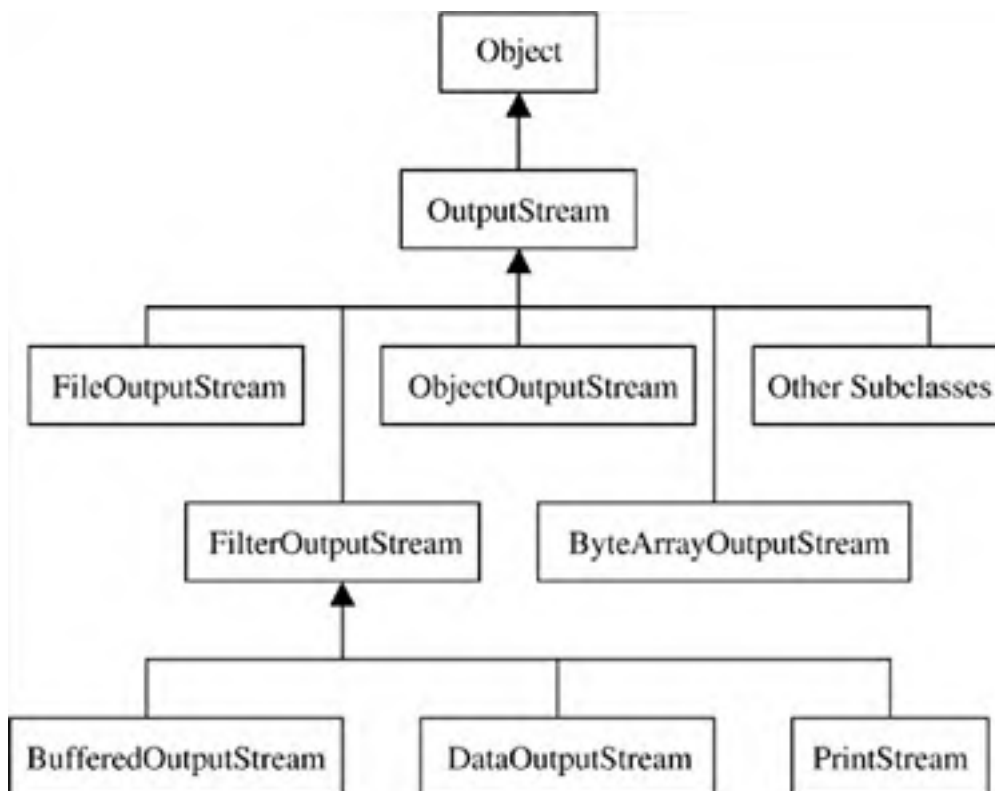 Object
OutputStream
FileOutputStream
ObjectOutputStream
Other Subclasses
FilterOutputStream
ByteArrayOutputStream
BufferedOutputStream
DataOutputStream
PrintStream